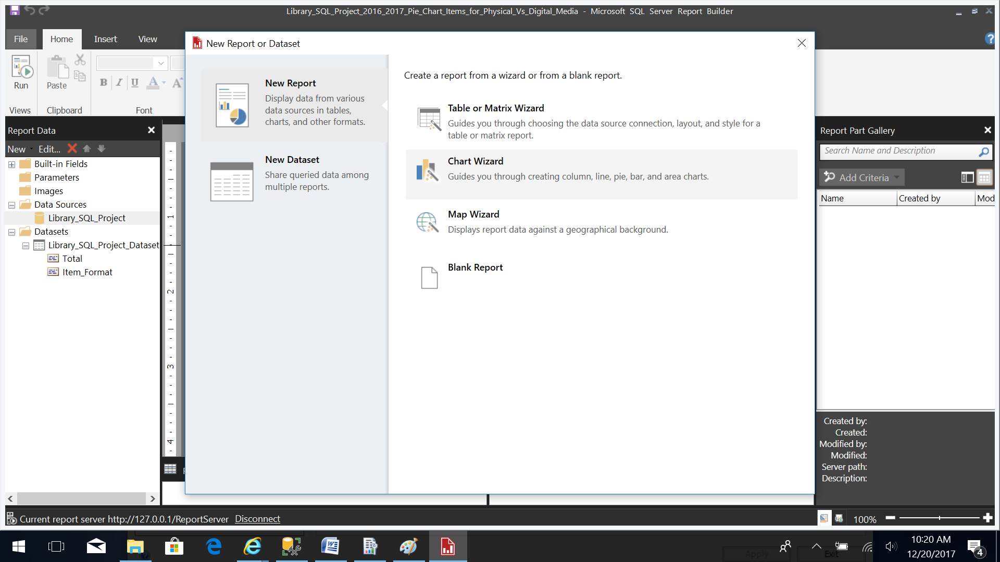 Library_SQL_Project_2016_2017_Pie_Chart_Items_for_Physical_Vs_Digital_Media - Microsoft SQL Server Report Builder
File
Home
Insert
View
?
Run
Paste
B I U A A
Views
Clipboard
Font
New Report or Dataset
New Report
Display data from various
data sources in tables,
charts, and other formats.
New Dataset
Share queried data among
multiple reports.
Create a report from a wizard or from a blank report.
Table or Matrix Wizard
Guides you through choosing the data source connection, layout, and style for a
table or matrix report.
Chart Wizard
Guides you through creating column, line, pie, bar, and area charts.
Map Wizard
Displays report data against a geographical background.
Blank Report
Report Data
New Edit...
Built-in Fields
Parameters
Images
Data Sources
Library_SQL_Project
Datasets
Library_SQL_Project_Dataset
Total
Item_Format
1
2
3
4
Report Part Gallery
Search Name and Description
Add Criteria
Name Created by Mod
Created by:
Created:
Modified by:
Modified:
Server path:
Description:
Current report server http://127.0.0.1/ReportServer Disconnect
100%
Apply
Exit
10:20 AM
12/20/2017
4